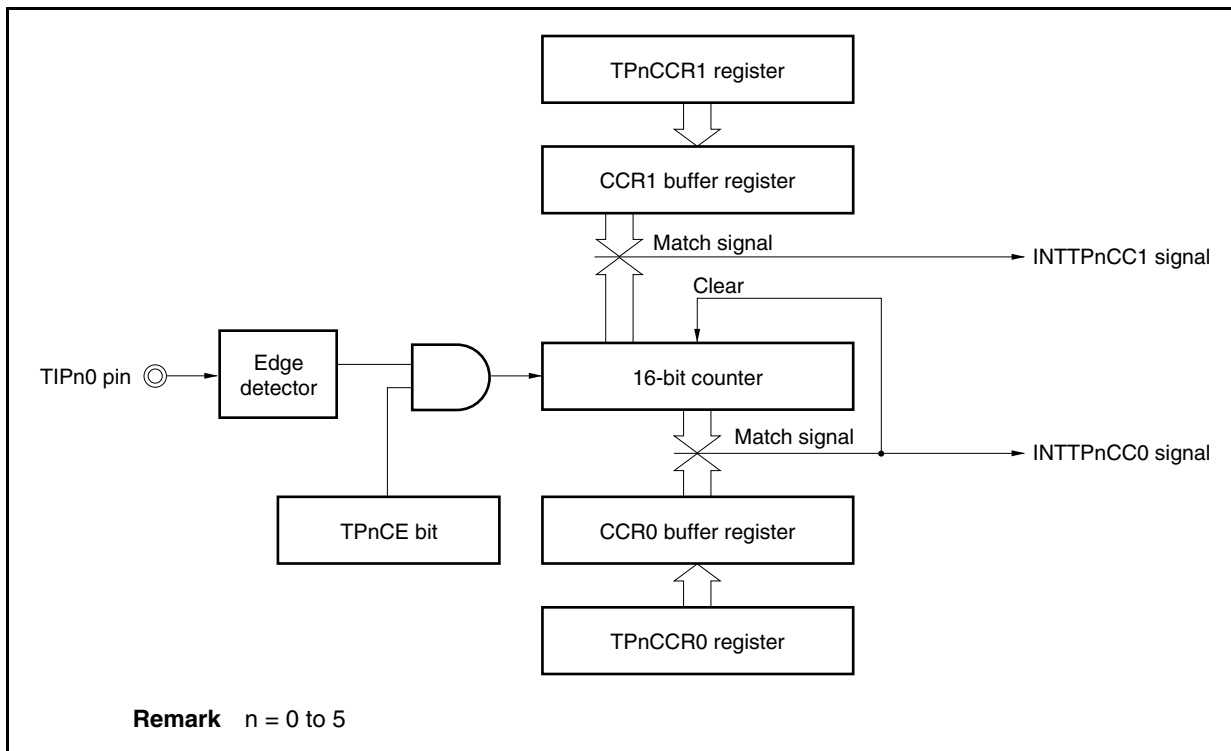 TPnCCR1 register
CCR1 buffer register
Match signal
INTTPnCC1 signal
Clear
TIPn0 pin
Edge
detector
16-bit counter
Match signal
INTTPnCC0 signal
TPnCE bit
CCR0 buffer register
TPnCCR0 register
Remark n = 0 to 5